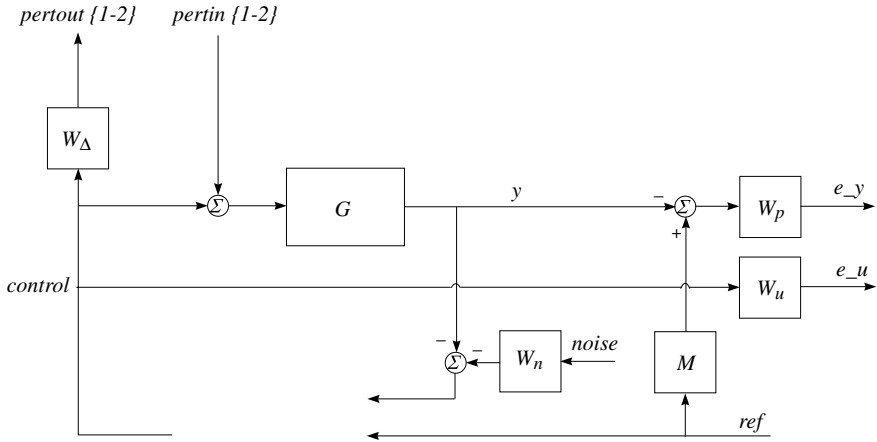 pertout {1-2} pertin {1-2}
W_Δ
Σ
G
y
−
Σ
+
W_p
e_y
control
W_u
e_u
−
Σ
−
W_n
noise
M
ref